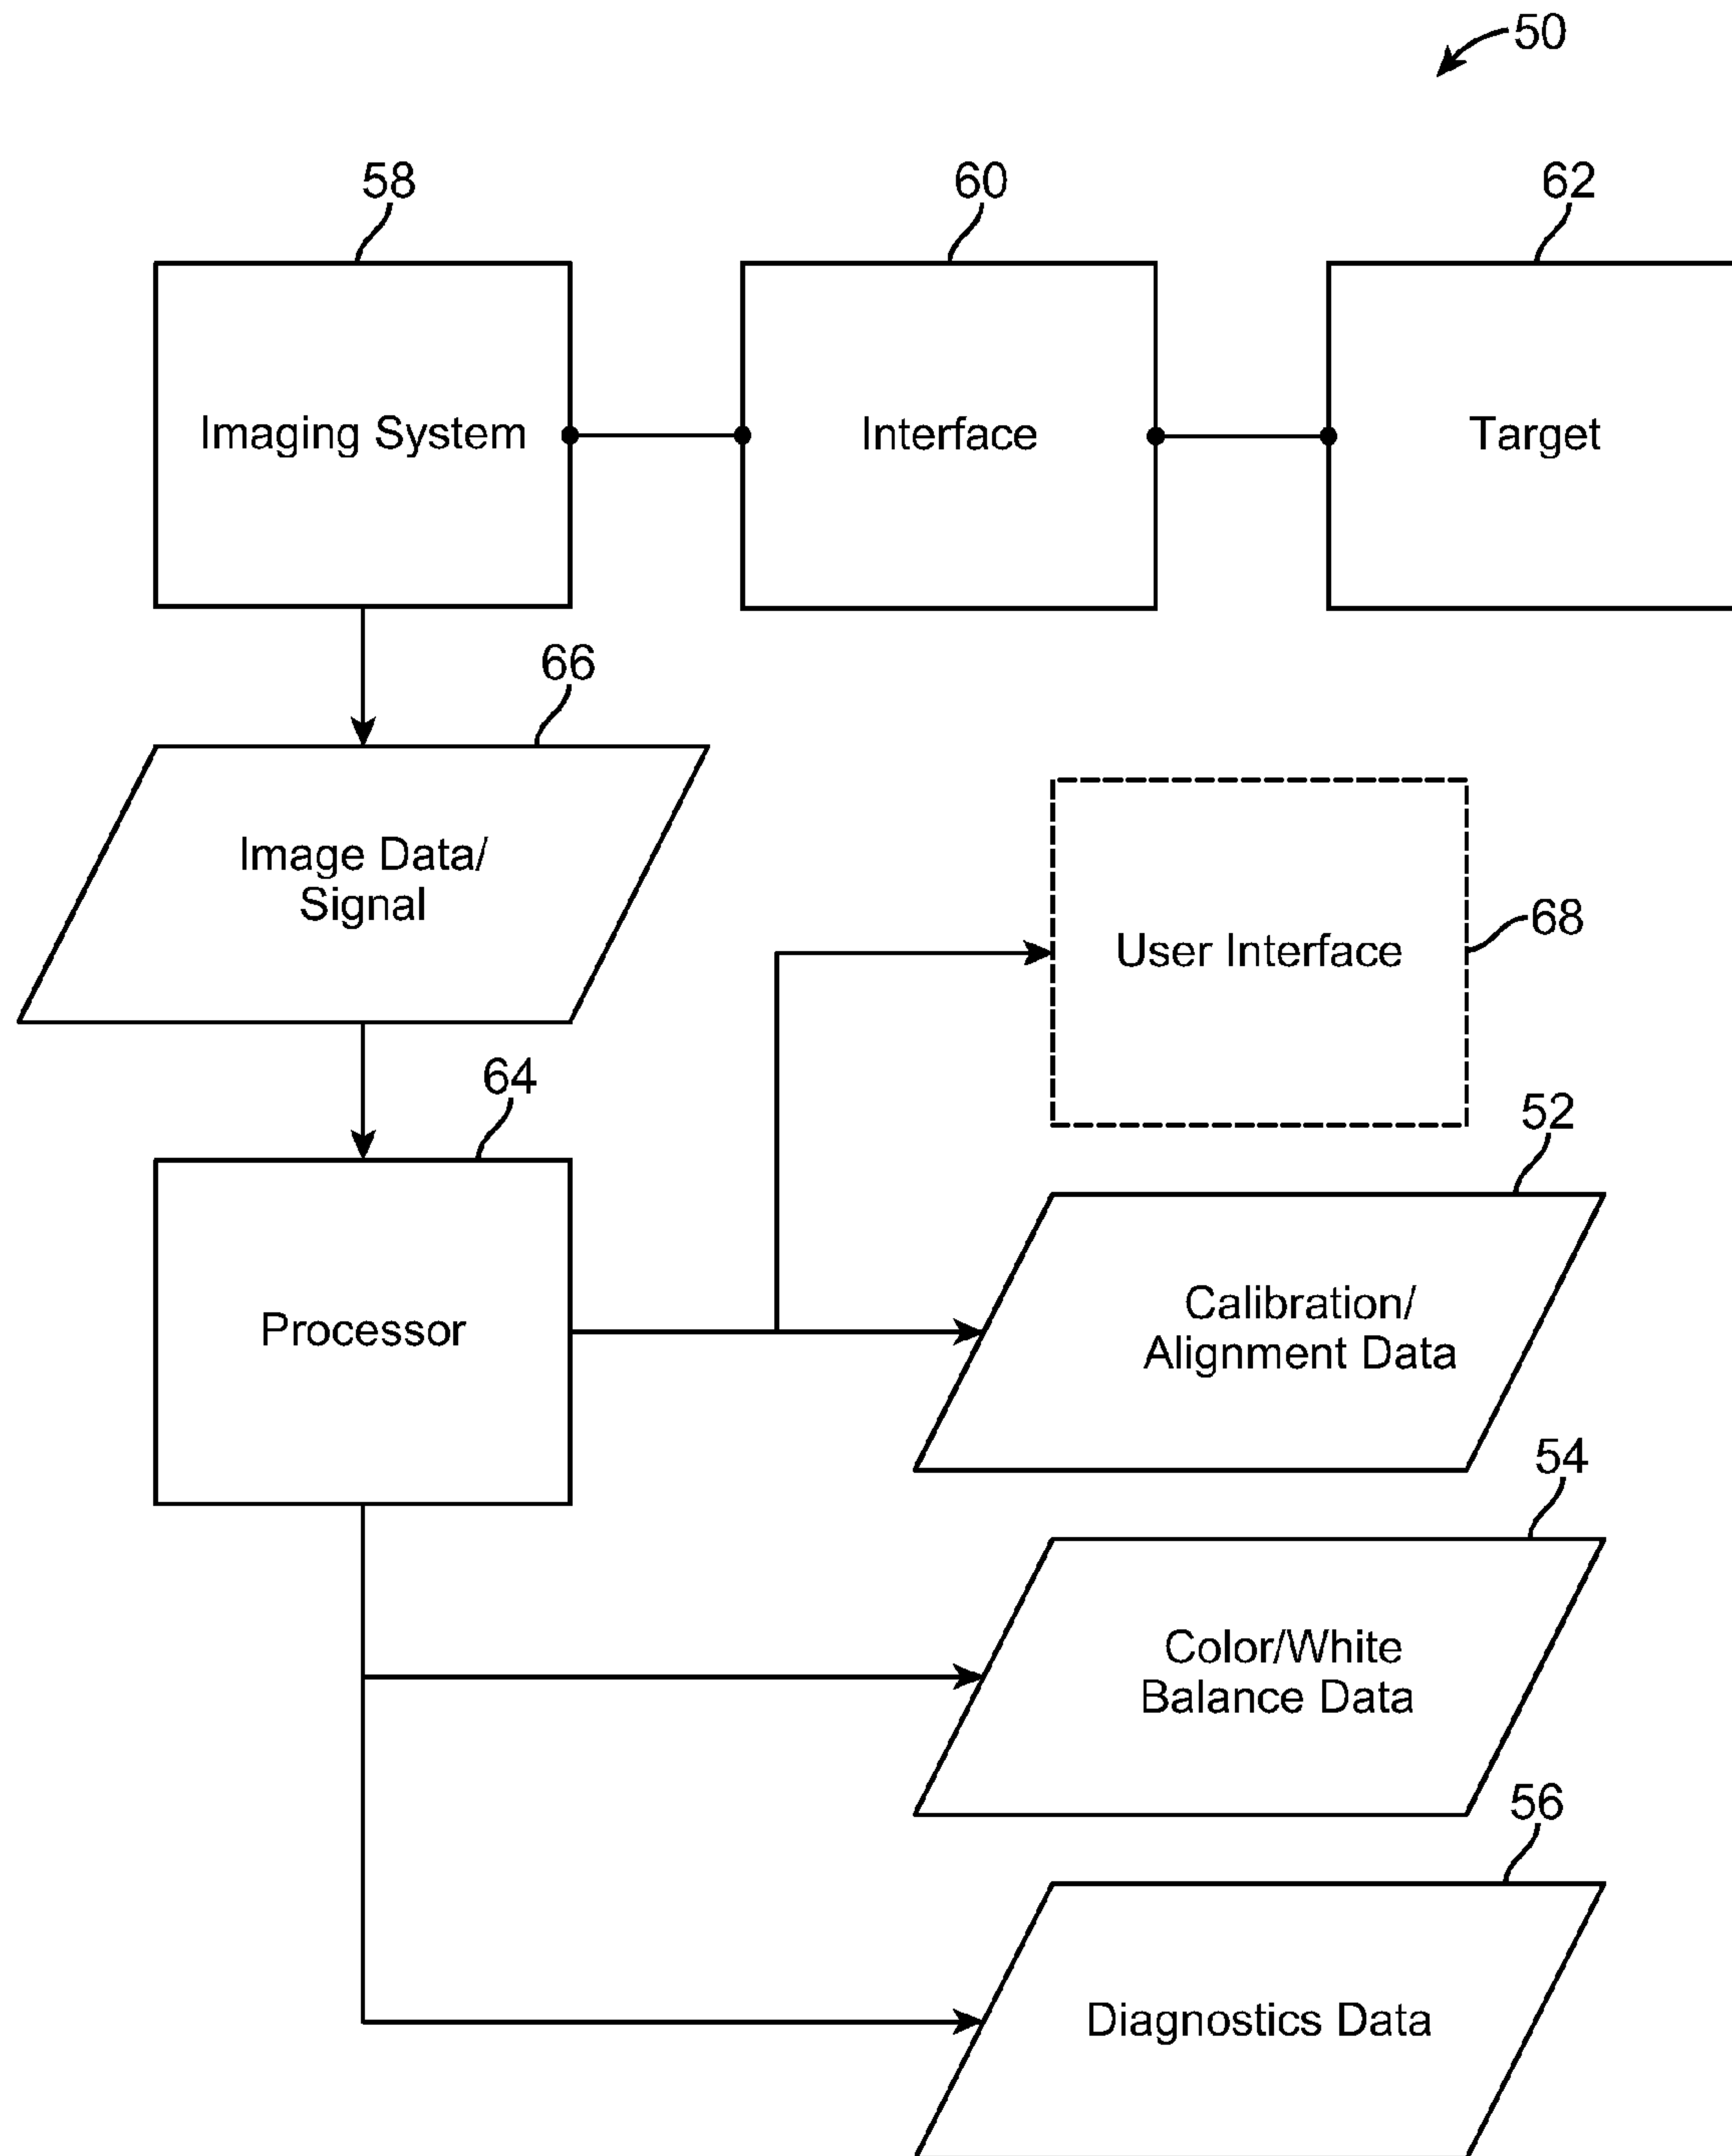 50
58
60
62
Imaging System
Interface
Target
66
Image Data/
Signal
User Interface
68
64
Processor
52
Calibration/
Alignment Data
54
Color/White
Balance Data
56
Diagnostics Data